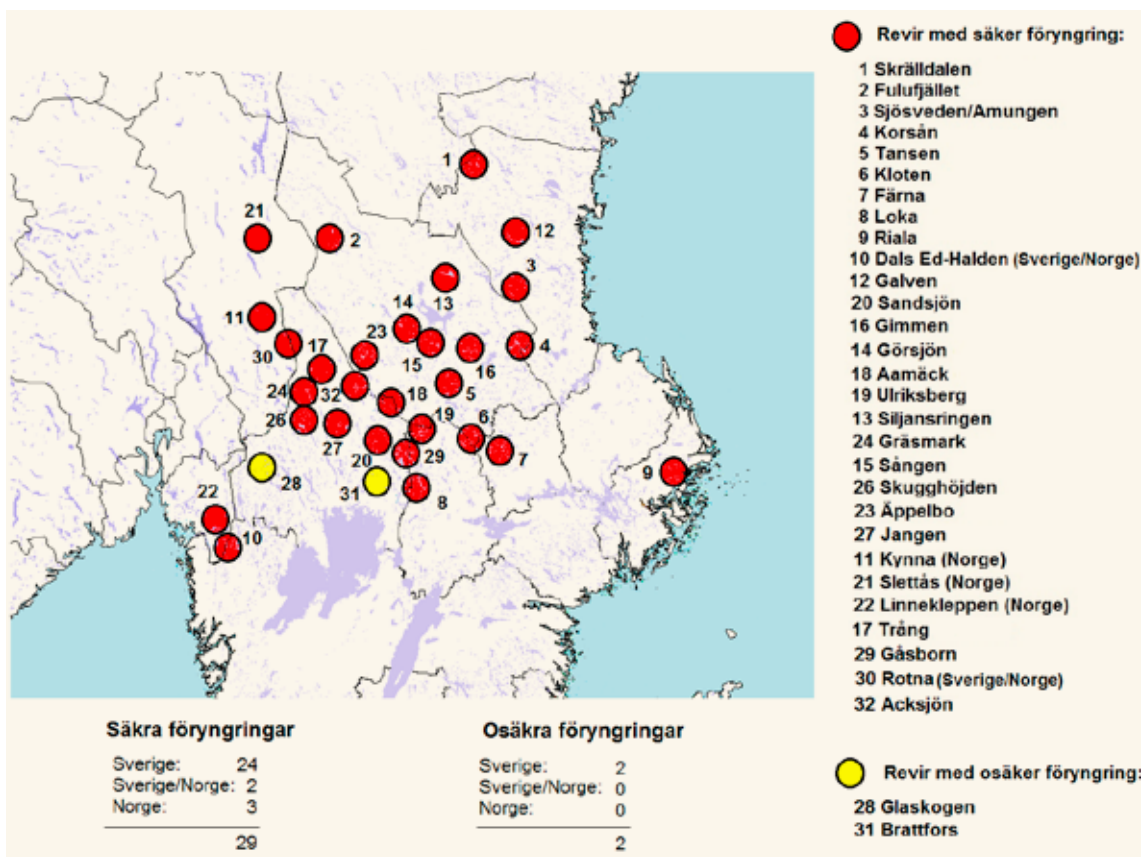 Revir med säker föryngring:
1 Skrälldalen
2 Fulufjället
3 Sjösveden/Amungen
4 Korsån
5 Tansen
6 Kloten
7 Färna
8 Loka
9 Riala
10 Dals Ed-Halden (Sverige/Norge)
12 Galven
20 Sandsjön
16 Gimmen
14 Görsjön
18 Aamäck
19 Ulriksberg
13 Siljansringen
24 Gräsmark
15 Sången
26 Skugghöjden
23 Äppelbo
27 Jangen
11 Kynna (Norge)
21 Slettås (Norge)
22 Linnekleppen (Norge)
17 Trång
29 Gåsborn
30 Rotna (Sverige/Norge)
32 Acksjön
1
21
2
12
3
13
11
14
23
30
17
15
16
4
24
32
18
5
26
27
19
6
20
29
7
28
31
8
9
22
10
Säkra föryngringar
Sverige: 24
Sverige/Norge: 2
Norge: 3
29
Osäkra föryngringar
Sverige: 2
Sverige/Norge: 0
Norge: 0
2
Revir med osäker föryngring:
28 Glaskogen
31 Brattfors